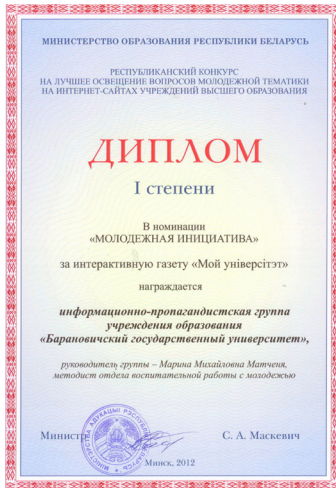 МИНИСТЕРСТВО ОБРАЗОВАНИЯ РЕСПУБЛИКИ БЕЛАРУСЬ
РЕСПУБЛИКАНСКИЙ КОНКУРС
НА ЛУЧШЕЕ ОСВЕЩЕНИЕ ВОПРОСОВ МОЛОДЕЖНОЙ ТЕМАТИКИ
НА ИНТЕРНЕТ-САЙТАХ УЧРЕЖДЕНИЙ ВЫСШЕГО ОБРАЗОВАНИЯ
ДИПЛОМ
I степени
В номинации
«МОЛОДЕЖНАЯ ИНИЦИАТИВА»
за интерактивную газету «Мой унiверсiтэт»
награждается
информационно-пропагандистская группа
учреждения образования
«Барановичский государственный университет»,
руководитель группы – Марина Михайловна Матченя,
методист отдела воспитательной работы с молодежью
Министр С. А. Маскевич
Минск, 2012